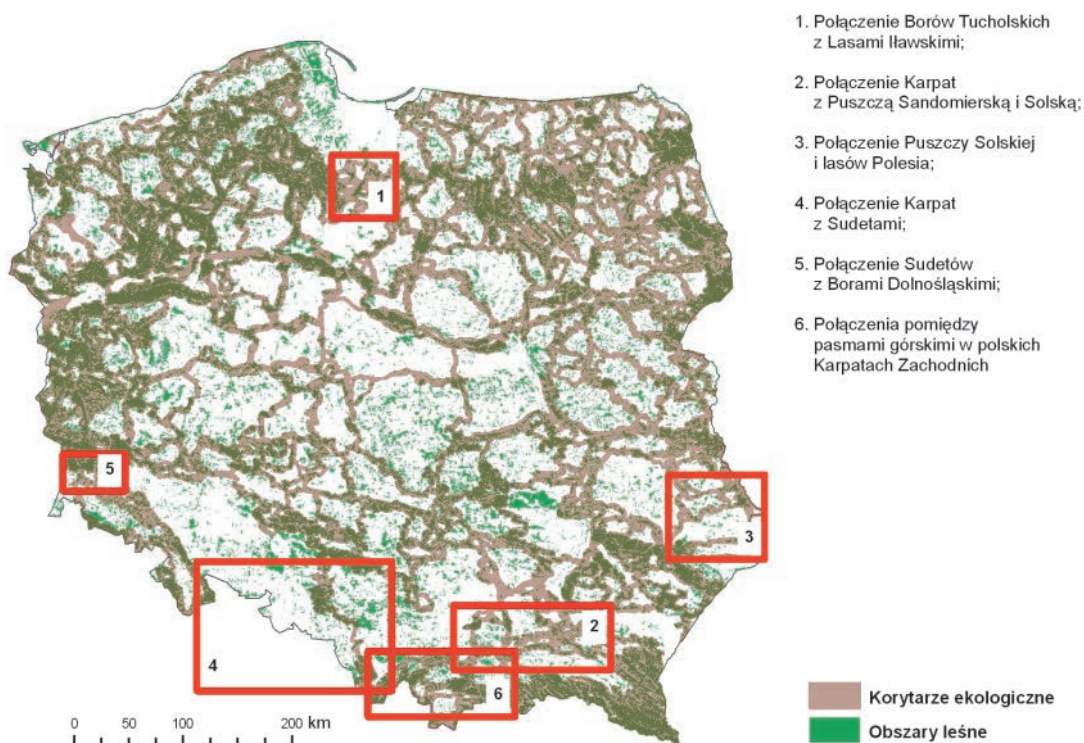 1. Połączenie Borów Tucholskich
z Lasami Iławskimi;
2. Połączenie Karpat
z Puszczą Sandomierską i Solską;
3. Połączenie Puszczy Solskiej
i lasów Polesia;
4. Połączenie Karpat
z Sudetami;
5. Połączenie Sudetów
z Borami Dolnośląskimi;
6. Połączenia pomiędzy
pasmami górskimi w polskich
Karpatach Zachodnich
1
5
3
2
4
6
0 50 100 200 km
Korytarze ekologiczne
Obszary leśne